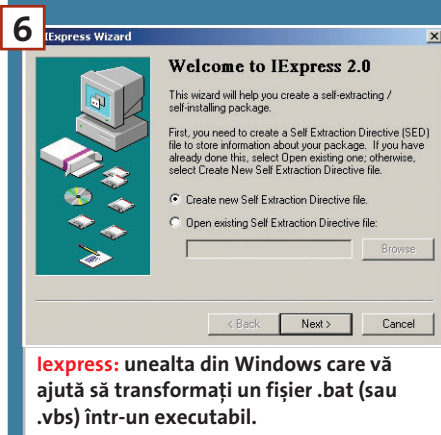 6
IExpress Wizard
Welcome to IExpress 2.0
This wizard will help you create a self-extracting /
self-installing package.
First, you need to create a Self Extraction Directive (SED)
file to store information about your package. If you have
already done this, select Open existing one; otherwise,
select Create New Self Extraction Directive file.
Create new Self Extraction Directive file.
Open existing Self Extraction Directive file:
Browse
< Back
Next >
Cancel
Iexpress: unealta din Windows care vă
ajută să transformați un fișier .bat (sau
.vbs) într-un executabil.